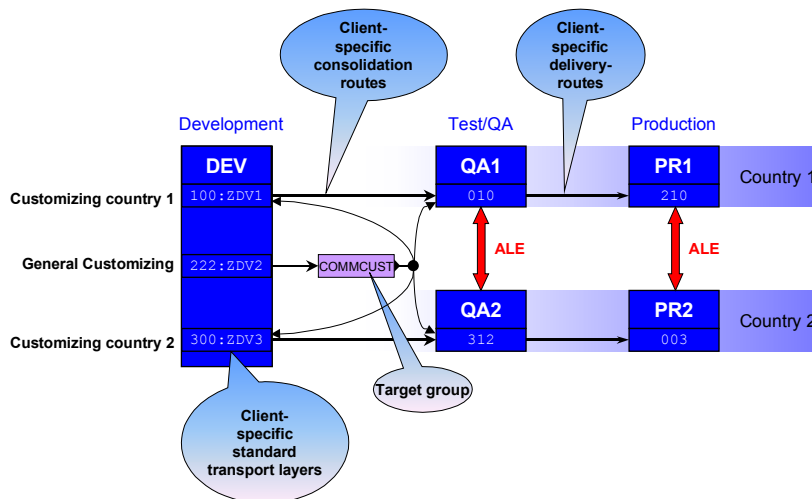 Client-
specific
consolidation
routes
Client-
specific
delivery-
routes
Development
Test/QA
Production
DEV
QA1
PR1
Country 1
Customizing country 1
100:ZDV1
010
210
General Customizing
222:ZDV2
COMMCUST
ALE
ALE
QA2
PR2
Country 2
Customizing country 2
300:ZDV3
312
003
Target group
Client-
specific
standard
transport layers